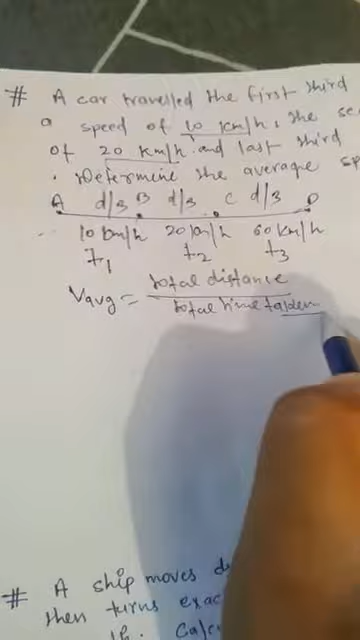 # A car travelled the first third
a speed of 10 km/h, the se
of 20 km/h and last third
. Determine the average sp
A d/3 B d/3 C d/3 D
10 km/h 20 km/h 60 km/h
t1 t2 t3
Vavg = total distance
total time taken
# A ship moves d
then turns exac
Calc